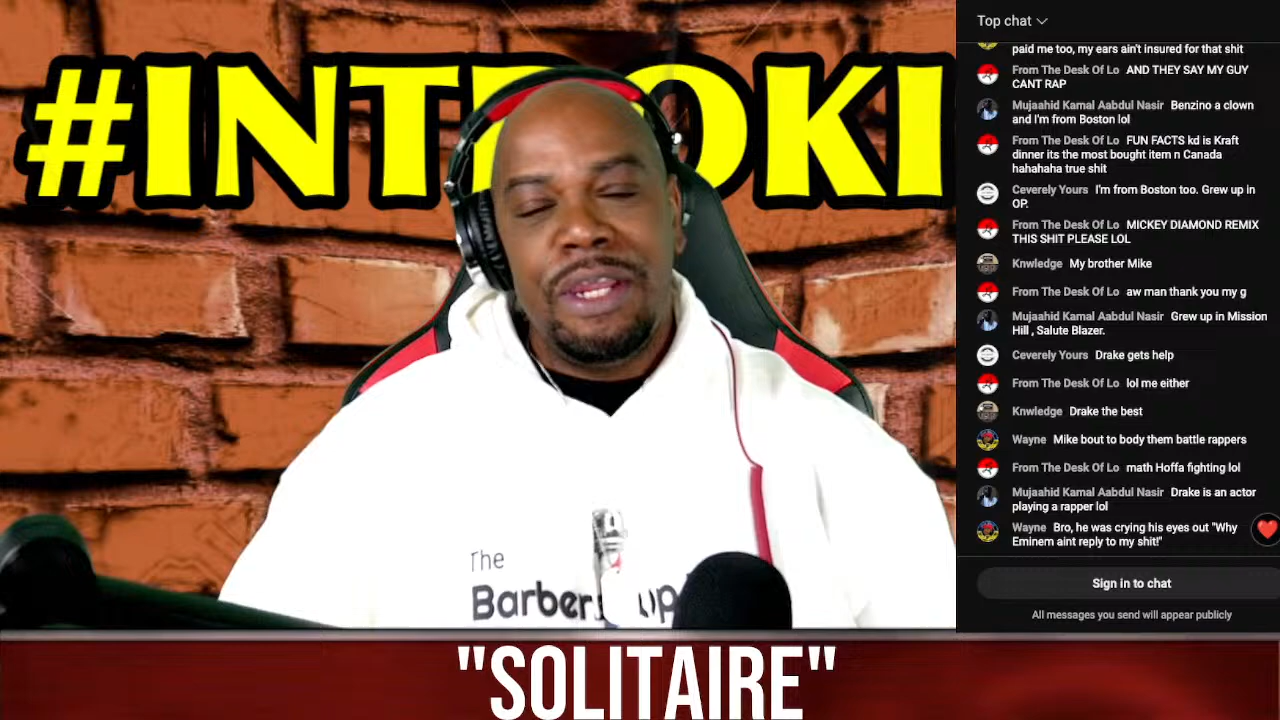 #INTROKI
The
Barber
"SOLITAIRE"
Top chat
paid me too, my ears ain't insured for that shit
From The Desk Of Lo AND THEY SAY MY GUY
CANT RAP
Mujaahid Kamal Aabdul Nasir Benzino a clown
and I'm from Boston lol
From The Desk Of Lo FUN FACTS kd is Kraft
dinner its the most bought item n Canada
hahahaha true shit
Ceverely Yours I'm from Boston too. Grew up in
OP.
From The Desk Of Lo MICKEY DIAMOND REMIX
THIS SHIT PLEASE LOL
Knwledge My brother Mike
From The Desk Of Lo aw man thank you my g
Mujaahid Kamal Aabdul Nasir Grew up in Mission
Hill , Salute Blazer.
Ceverely Yours Drake gets help
From The Desk Of Lo lol me either
Knwledge Drake the best
Wayne Mike bout to body them battle rappers
From The Desk Of Lo math Hoffa fighting lol
Mujaahid Kamal Aabdul Nasir Drake is an actor
playing a rapper lol
Wayne Bro, he was crying his eyes out "Why
Eminem aint reply to my shit!"
Sign in to chat
All messages you send will appear publicly